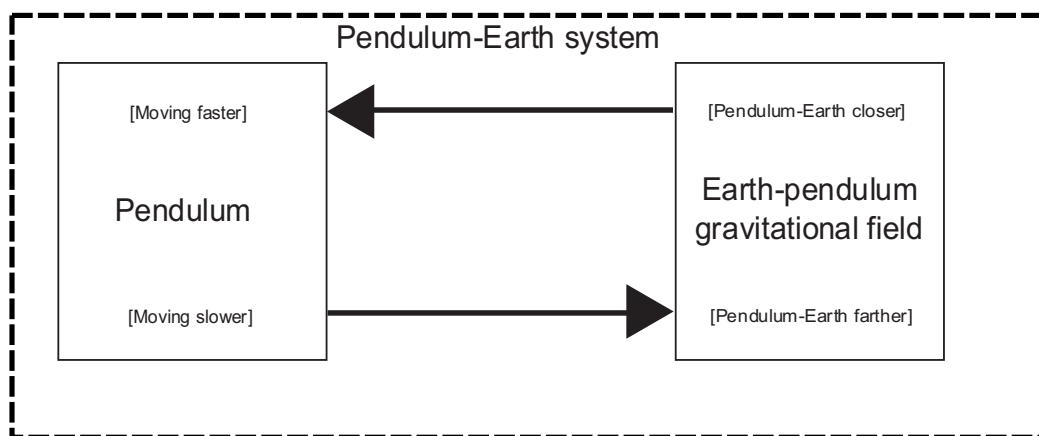 Pendulum-Earth system
[Moving faster]
[Pendulum-Earth closer]
Pendulum
Earth-pendulum
gravitational field
[Moving slower]
[Pendulum-Earth farther]